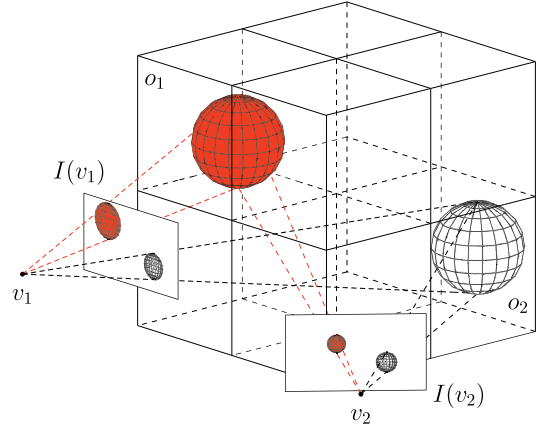 o₁
I(v₁)
v₁
o₂
I(v₂)
v₂